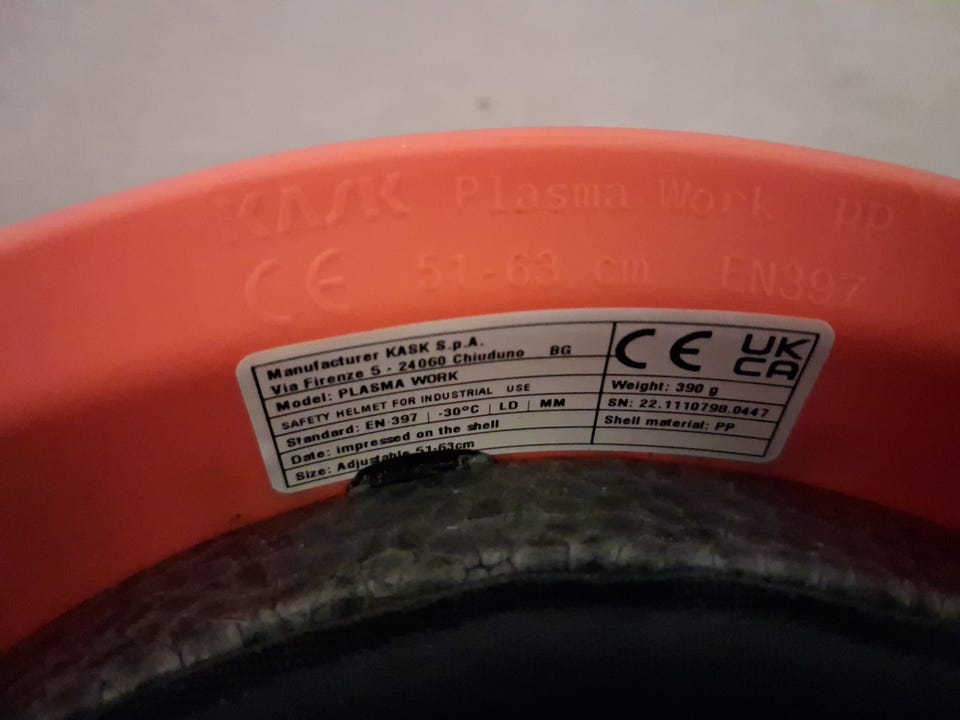 KASK Plasma Work pp
CE 51-63 cm EN397
Manufacturer KASK S.p.A.
Via Firenze 5 - 24060 Chiuduno BG
Model: PLASMA WORK
SAFETY HELMET FOR INDUSTRIAL USE
Standard: EN 397 | -30°C | LD | MM
Date: impressed on the shell
Size: Adjustable 51-63cm
CE UK
CA
Weight: 390 g
SN: 22.1110798.0447
Shell material: PP